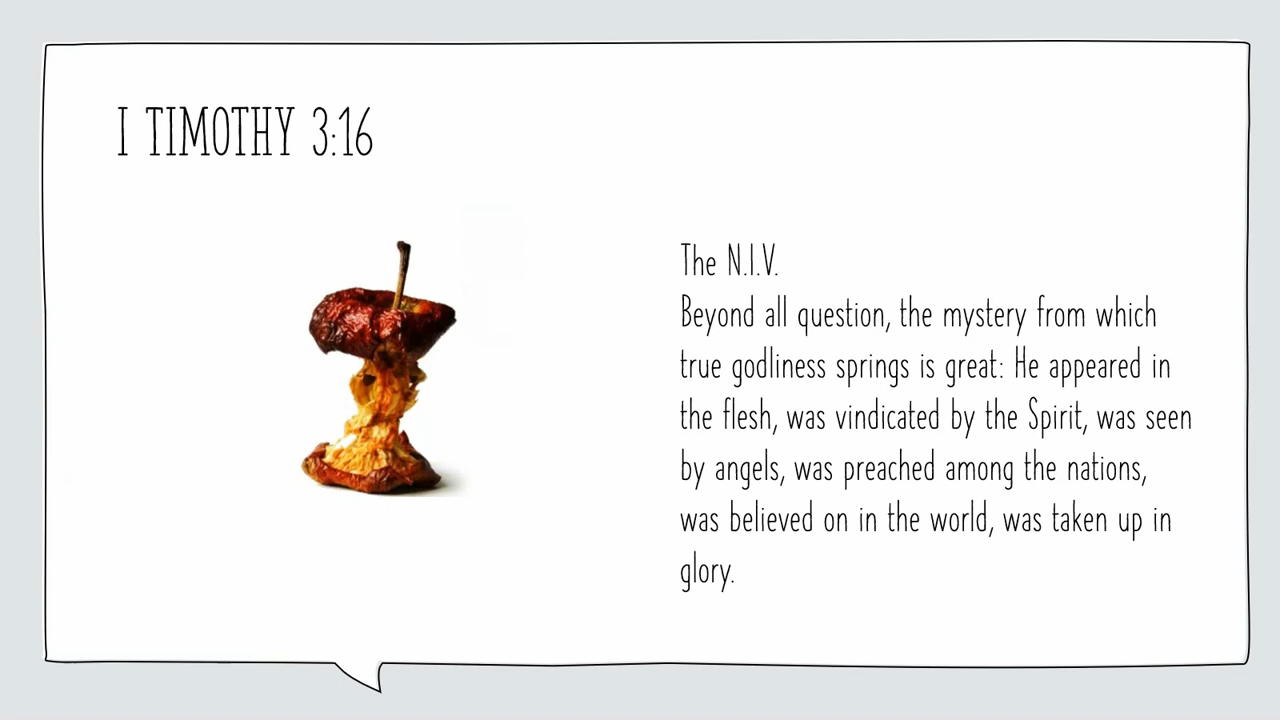 I TIMOTHY 3:16
The N.I.V.
Beyond all question, the mystery from which
true godliness springs is great: He appeared in
the flesh, was vindicated by the Spirit, was seen
by angels, was preached among the nations,
was believed on in the world, was taken up in
glory.